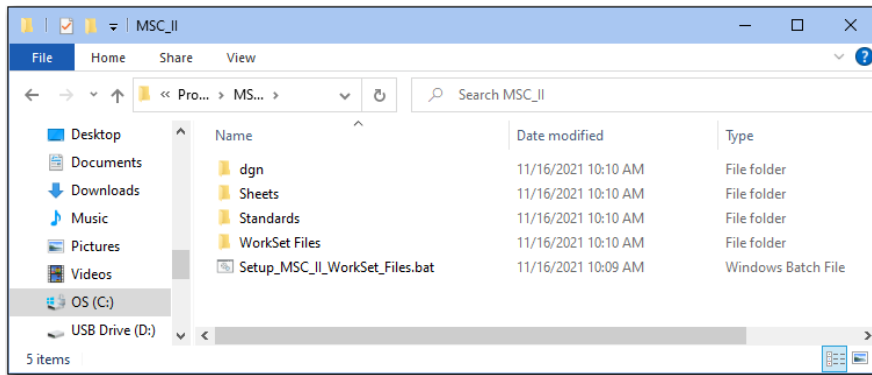 MSC_II
File Home Share View
« Pro... › MS... › Search MSC_II
Desktop
Documents
Downloads
Music
Pictures
Videos
OS (C:)
USB Drive (D:)
Name Date modified Type
dgn 11/16/2021 10:10 AM File folder
Sheets 11/16/2021 10:10 AM File folder
Standards 11/16/2021 10:10 AM File folder
WorkSet Files 11/16/2021 10:10 AM File folder
Setup_MSC_II_WorkSet_Files.bat 11/16/2021 10:09 AM Windows Batch File
5 items